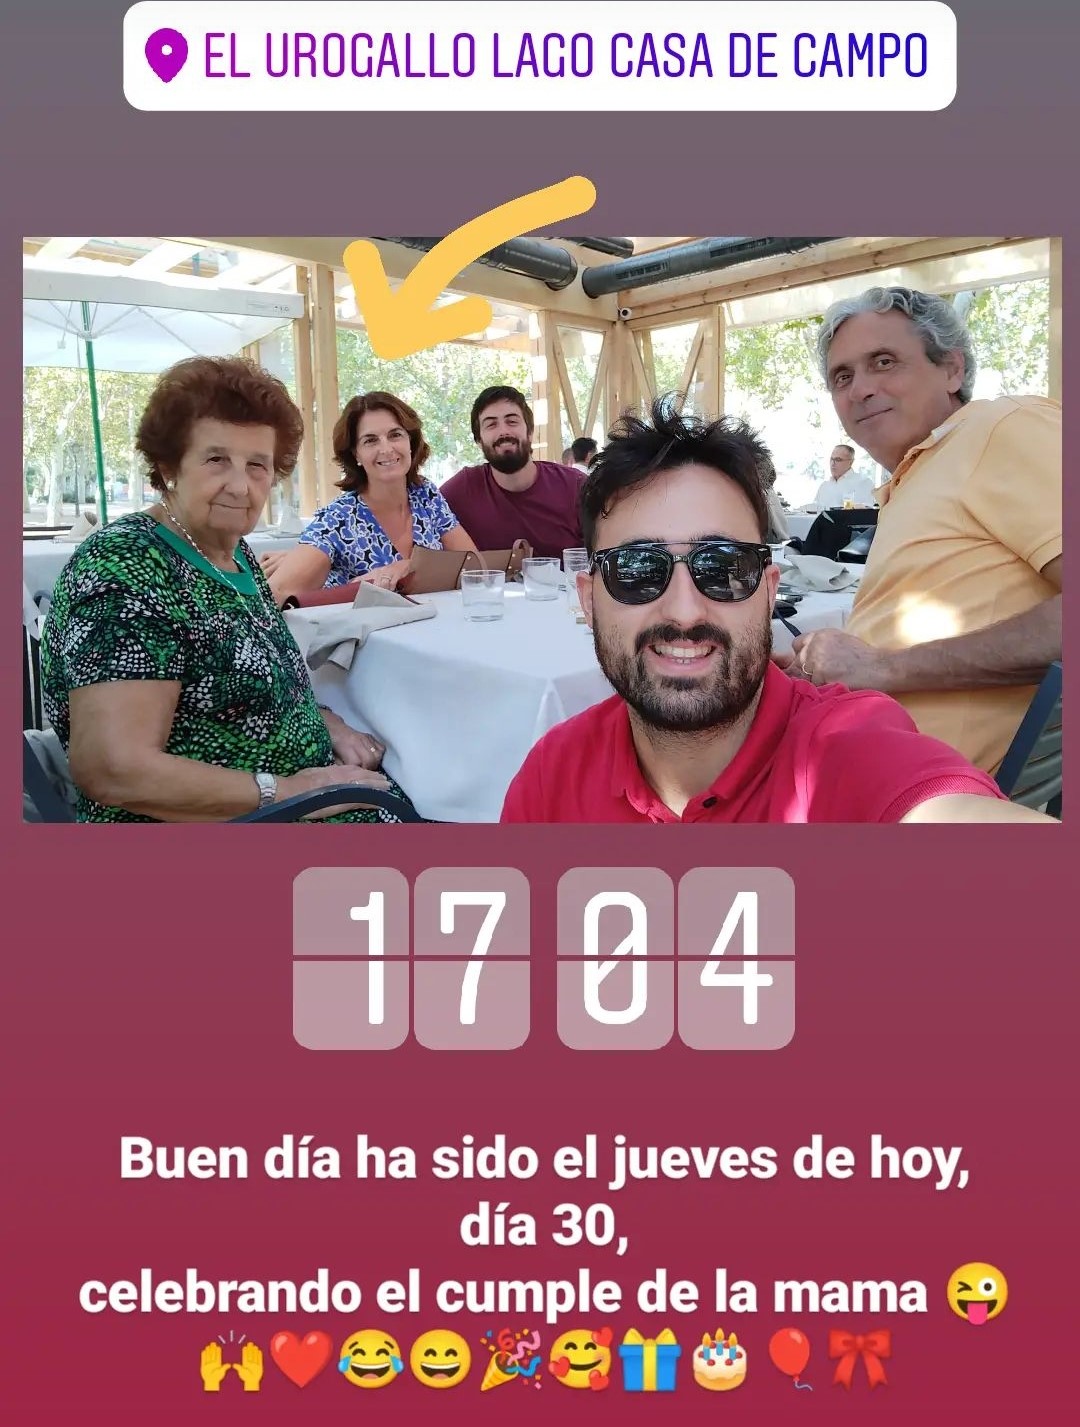 EL UROGALLO LAGO CASA DE CAMPO
17 04
Buen día ha sido el jueves de hoy,
día 30,
celebrando el cumple de la mama 😜
🙌❤️😂😄🎉🥰🎁🎂🎈🎀